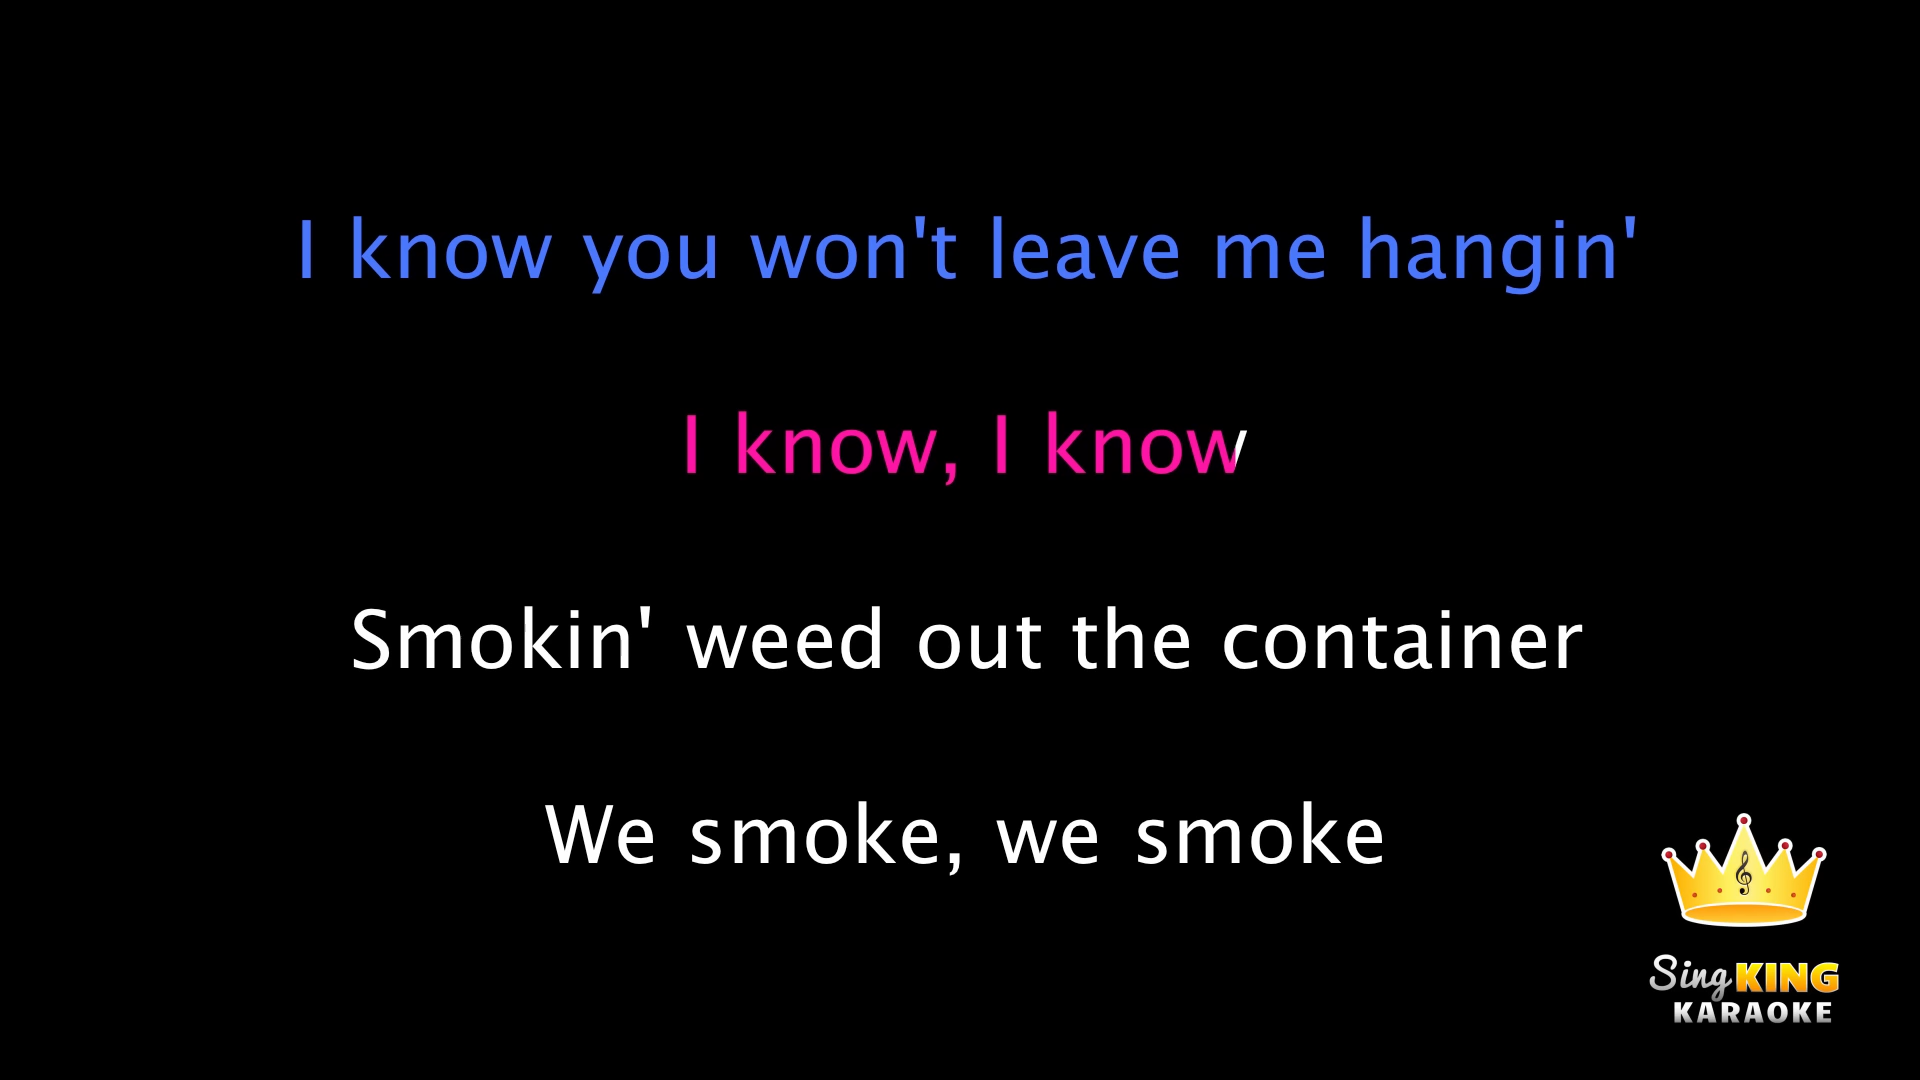 I know you won't leave me hangin'
I know, I know
Smokin' weed out the container
We smoke, we smoke
Sing KING
KARAOKE